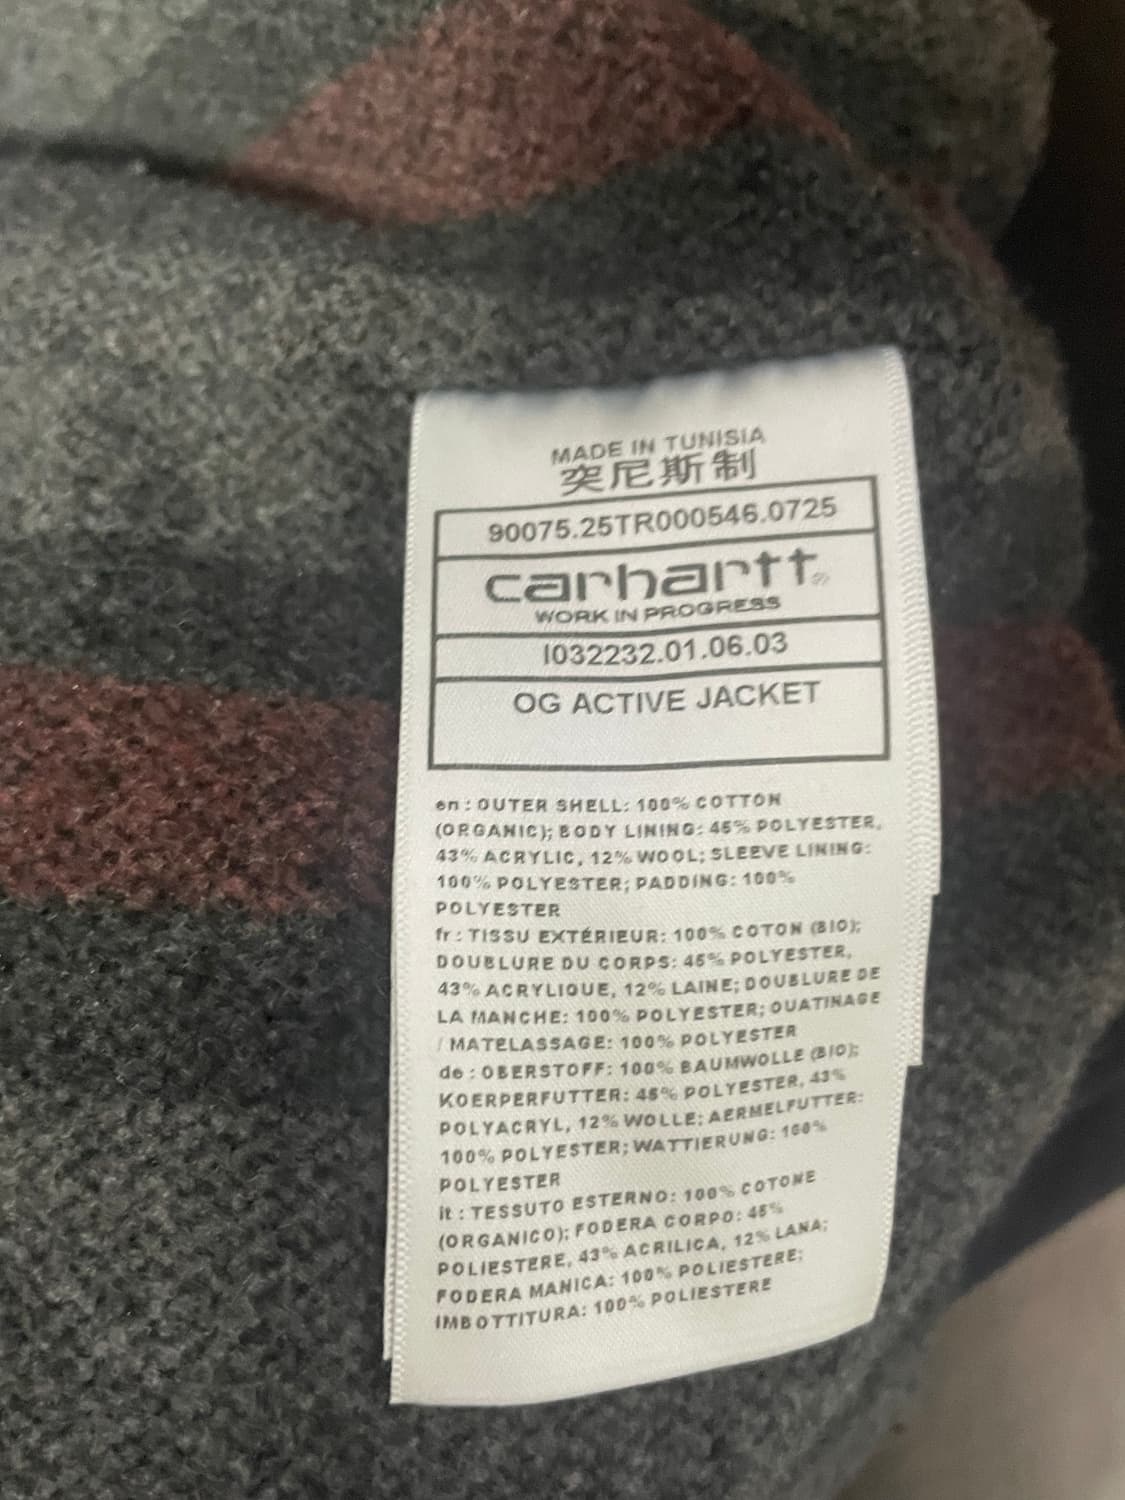 MADE IN TUNISIA
突尼斯制
90075.25TR000546.0725
carhartt®
WORK IN PROGRESS
I032232.01.06.03
OG ACTIVE JACKET
en : OUTER SHELL: 100% COTTON
(ORGANIC); BODY LINING: 45% POLYESTER,
43% ACRYLIC, 12% WOOL; SLEEVE LINING:
100% POLYESTER; PADDING: 100%
POLYESTER
fr : TISSU EXTÉRIEUR: 100% COTON (BIO);
DOUBLURE DU CORPS: 45% POLYESTER,
43% ACRYLIQUE, 12% LAINE; DOUBLURE DE
LA MANCHE: 100% POLYESTER; OUATINAGE
/ MATELASSAGE: 100% POLYESTER
de : OBERSTOFF: 100% BAUMWOLLE (BIO);
KOERPERFUTTER: 45% POLYESTER, 43%
POLYACRYL, 12% WOLLE; AERMELFUTTER:
100% POLYESTER; WATTIERUNG: 100%
POLYESTER
it : TESSUTO ESTERNO: 100% COTONE
(ORGANICO); FODERA CORPO: 45%
POLIESTERE, 43% ACRILICA, 12% LANA;
FODERA MANICA: 100% POLIESTERE;
IMBOTTITURA: 100% POLIESTERE